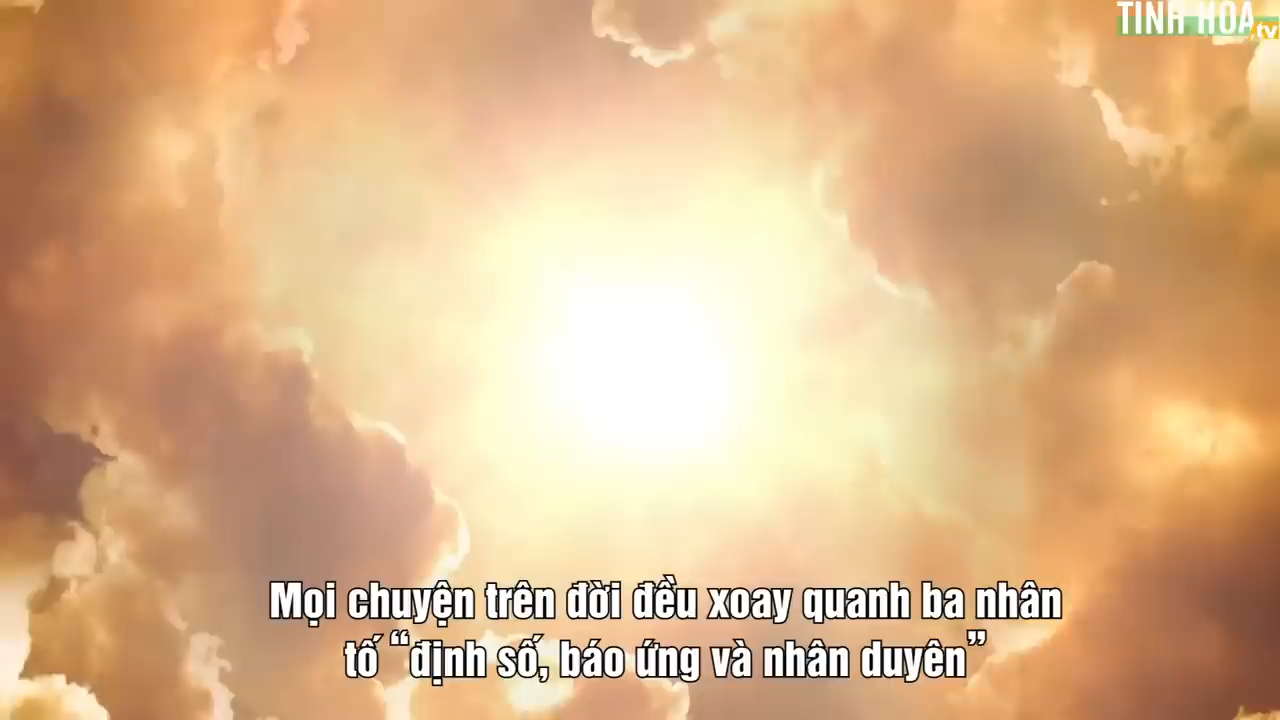 TINH HOA
.tv
Mọi chuyện trên đời đều xoay quanh ba nhân
tố “định số, báo ứng và nhân duyên”